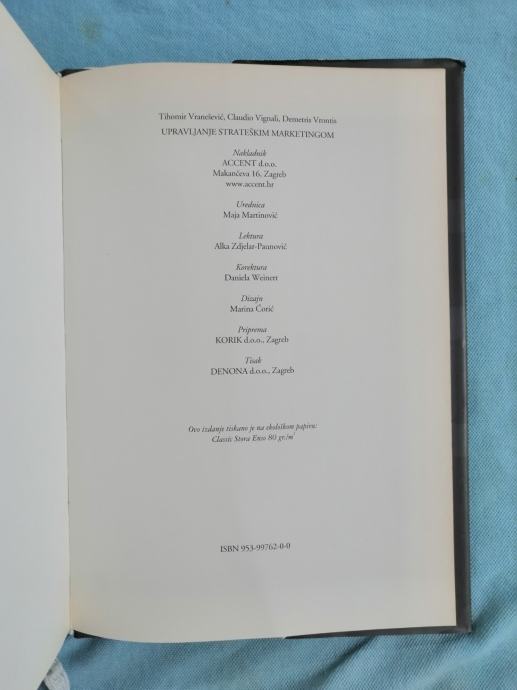 Tihomir Vranešević, Claudio Vignali, Demetris Vrontis
UPRAVLJANJE STRATEŠKIM MARKETINGOM
Nakladnik
ACCENT d.o.o.
Makančeva 16, Zagreb
www.accent.hr
Urednica
Maja Martinović
Lektura
Alka Zdjelar-Paunović
Korektura
Daniela Weinert
Dizajn
Marina Ćorić
Priprema
KORIK d.o.o., Zagreb
Tisak
DENONA d.o.o., Zagreb
Ovo izdanje tiskano je na ekološkom papiru:
Classic Stora Enso 80 gr./m²
ISBN 953-99762-0-0